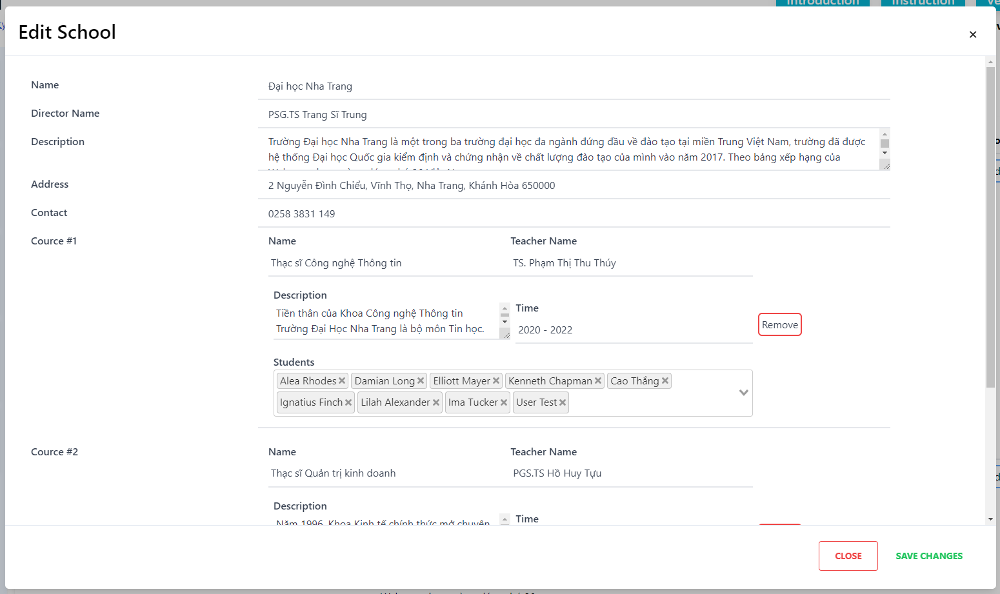 Introduction Instruction
Edit School
×
Name
Đại học Nha Trang
Director Name
PSG.TS Trang Sĩ Trung
Description
Trường Đại học Nha Trang là một trong ba trường đại học đa ngành đứng đầu về đào tạo tại miền Trung Việt Nam, trường đã được
hệ thống Đại học Quốc gia kiểm định và chứng nhận về chất lượng đào tạo của mình vào năm 2017. Theo bảng xếp hạng của
Address
2 Nguyễn Đình Chiểu, Vĩnh Thọ, Nha Trang, Khánh Hòa 650000
Contact
0258 3831 149
Cource #1
Name Teacher Name
Thạc sĩ Công nghệ Thông tin TS. Phạm Thị Thu Thúy
Description
Tiền thân của Khoa Công nghệ Thông tin
Trường Đại Học Nha Trang là bộ môn Tin học.
Time
2020 - 2022
Remove
Students
Alea Rhodes× Damian Long× Elliott Mayer× Kenneth Chapman× Cao Thắng×
Ignatius Finch× Lilah Alexander× Ima Tucker× User Test×
Cource #2
Name Teacher Name
Thạc sĩ Quản trị kinh doanh PGS.TS Hồ Huy Tựu
Description
Năm 1996, Khoa Kinh tế chính thức mở chuyên
Time
CLOSE SAVE CHANGES